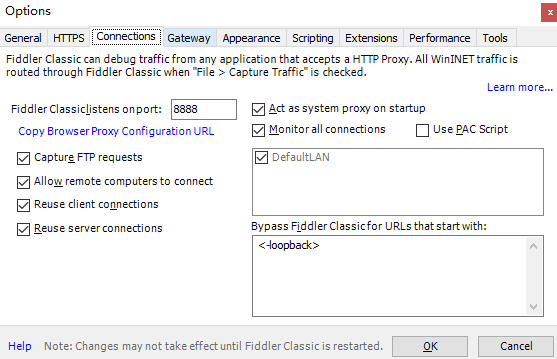 Options
General HTTPS Connections Gateway Appearance Scripting Extensions Performance Tools
Fiddler Classic can debug traffic from any application that accepts a HTTP Proxy. All WinINET traffic is
routed through Fiddler Classic when "File > Capture Traffic" is checked.
Learn more...
Fiddler Classic listens on port: 8888
Copy Browser Proxy Configuration URL
Capture FTP requests
Allow remote computers to connect
Reuse client connections
Reuse server connections
Act as system proxy on startup
Monitor all connections Use PAC Script
DefaultLAN
Bypass Fiddler Classic for URLs that start with:
<-loopback>
Help Note: Changes may not take effect until Fiddler Classic is restarted. OK Cancel